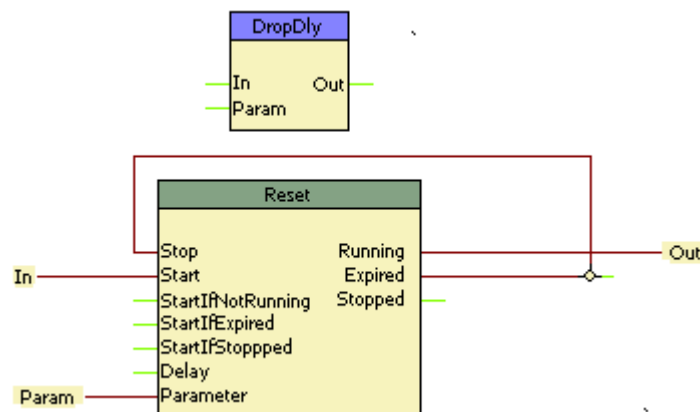 DropDly
In Out
Param
Reset
Stop Running Out
In Start Expired
StartIfNotRunning Stopped
StartIfExpired
StartIfStoppped
Delay
Param Parameter